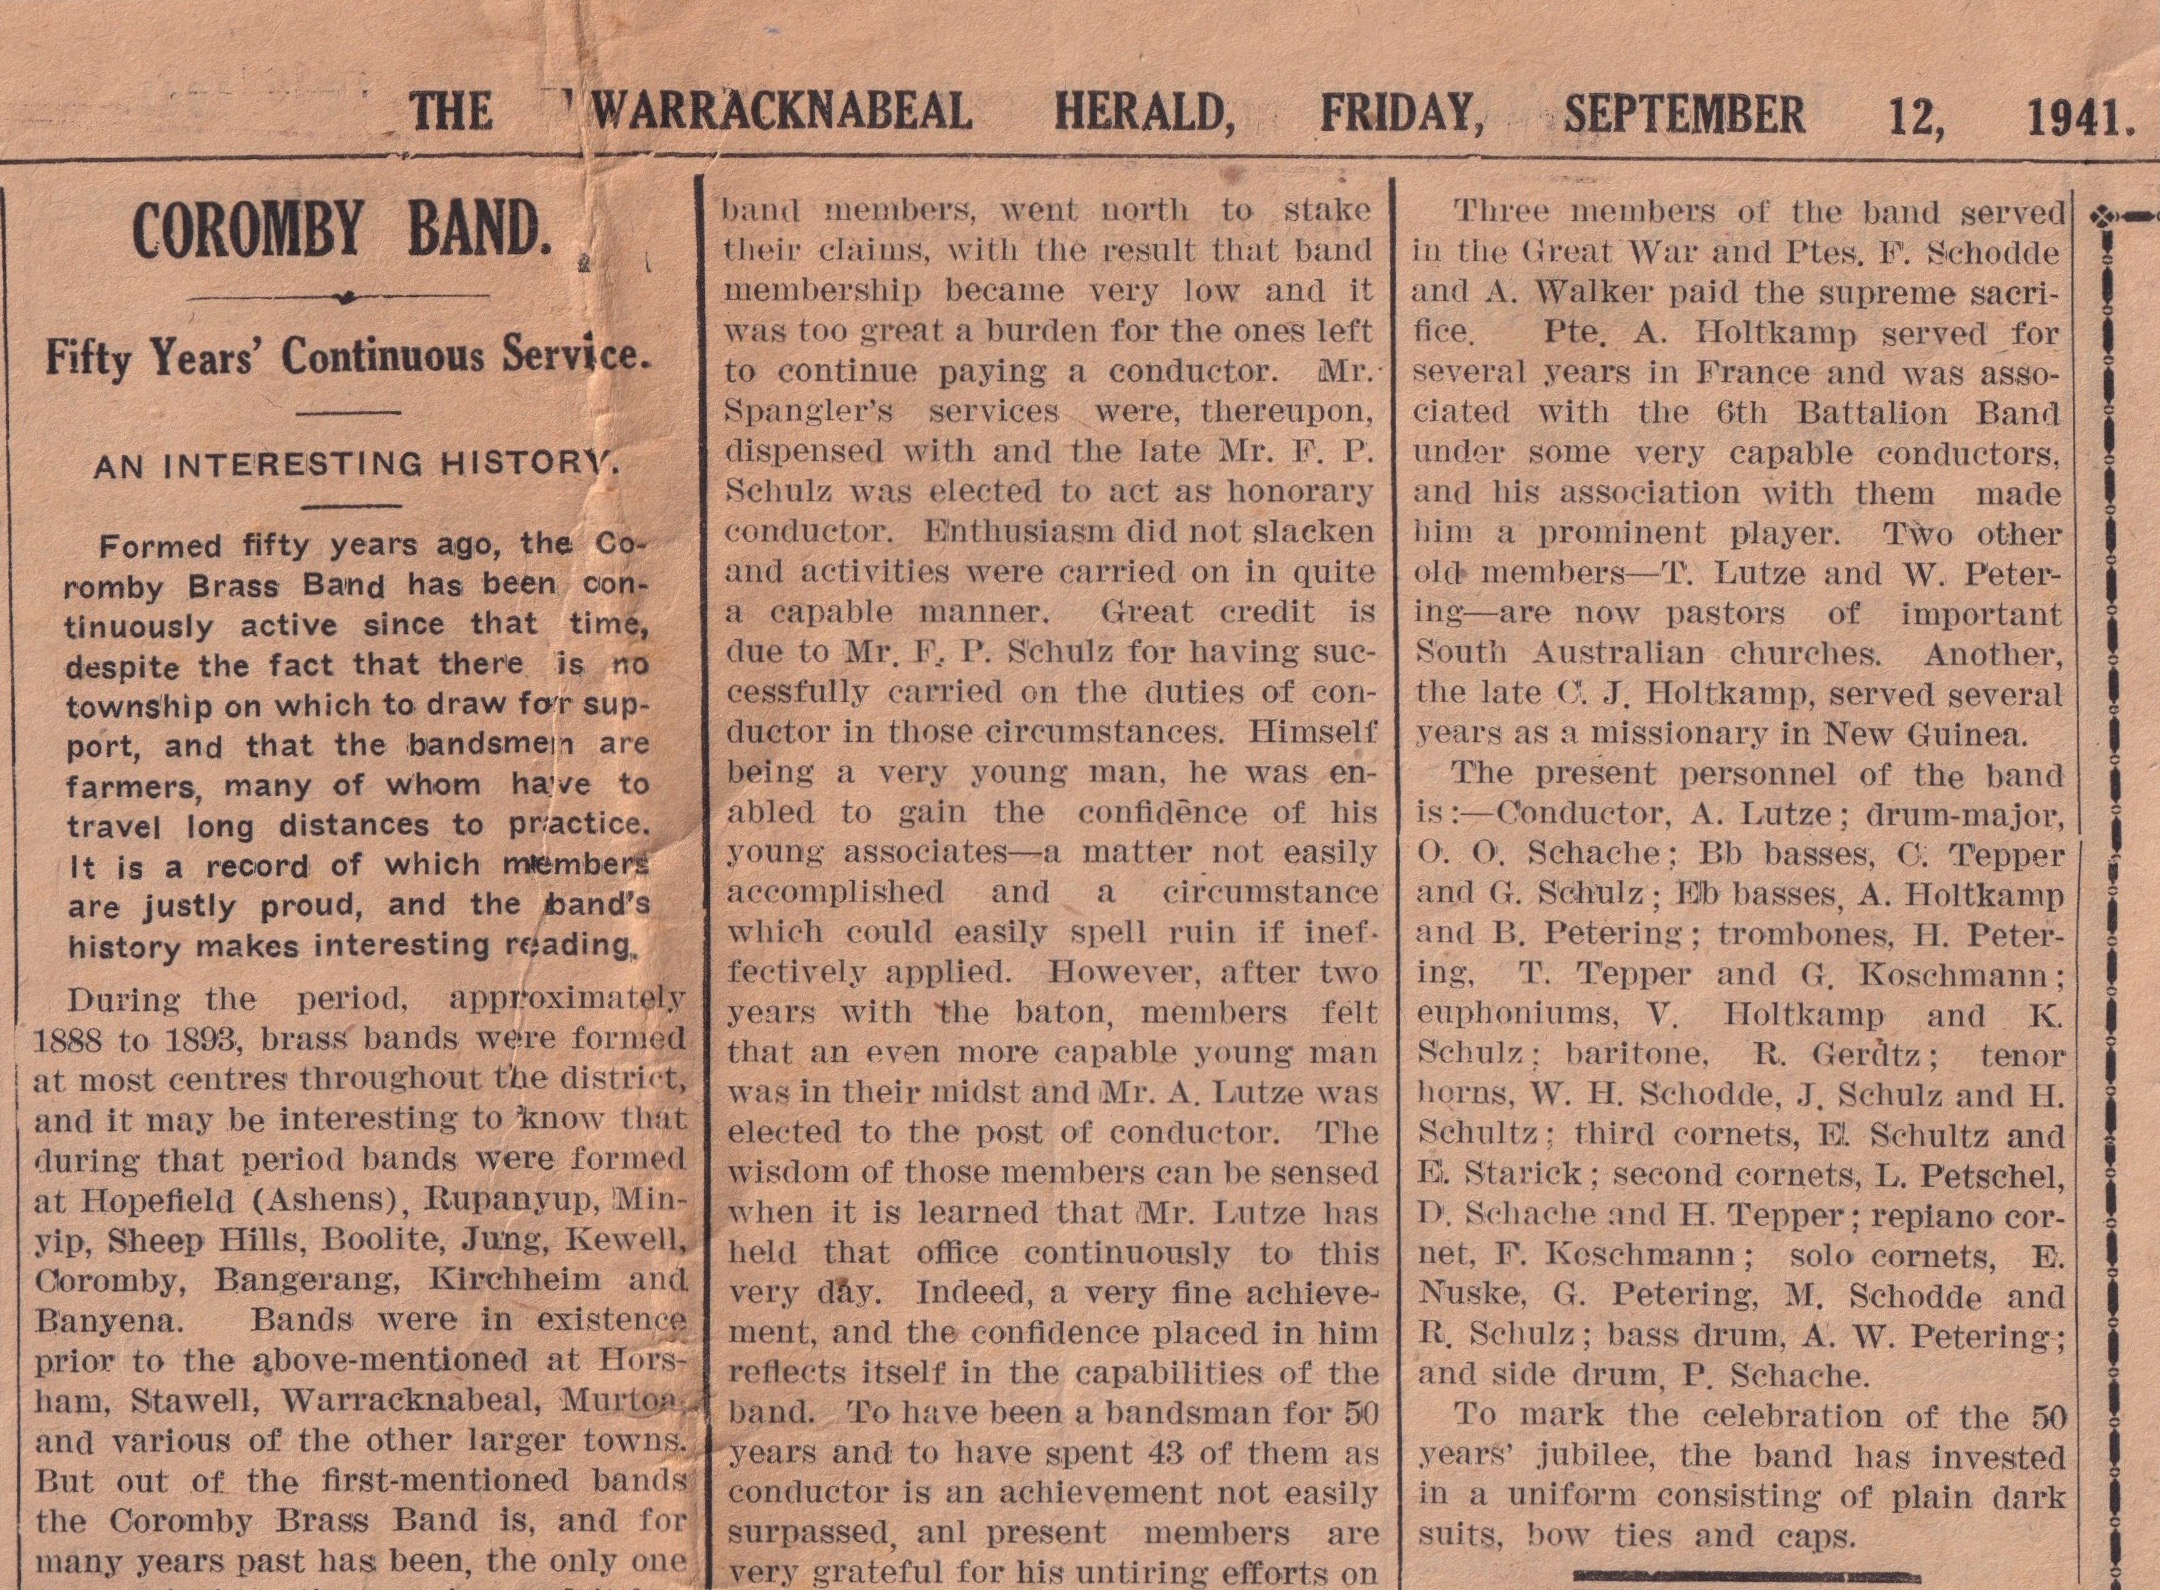 THE WARRACKNABEAL HERALD, FRIDAY, SEPTEMBER 12, 1941.
COROMBY BAND.
Fifty Years' Continuous Service.
AN INTERESTING HISTORY.
Formed fifty years ago, the Co-
romby Brass Band has been con-
tinuously active since that time,
despite the fact that there is no
township on which to draw for sup-
port, and that the bandsmen are
farmers, many of whom have to
travel long distances to practice.
It is a record of which members
are justly proud, and the band's
history makes interesting reading.
During the period, approximately
1888 to 1893, brass bands were formed
at most centres throughout the district,
and it may be interesting to know that
during that period bands were formed
at Hopefield (Ashens), Rupanyup, Min-
yip, Sheep Hills, Boolite, Jung, Kewell,
Coromby, Bangerang, Kirchheim and
Banyena. Bands were in existence
prior to the above-mentioned at Hors-
ham, Stawell, Warracknabeal, Murtoa
and various of the other larger towns.
But out of the first-mentioned bands
the Coromby Brass Band is, and for
many years past has been, the only one
band members, went north to stake
their claims, with the result that band
membership became very low and it
was too great a burden for the ones left
to continue paying a conductor. Mr.
Spangler's services were, thereupon,
dispensed with and the late Mr. F. P.
Schulz was elected to act as honorary
conductor. Enthusiasm did not slacken
and activities were carried on in quite
a capable manner. Great credit is
due to Mr. F. P. Schulz for having suc-
cessfully carried on the duties of con-
ductor in those circumstances. Himself
being a very young man, he was en-
abled to gain the confidence of his
young associates—a matter not easily
accomplished and a circumstance
which could easily spell ruin if inef-
fectively applied. However, after two
years with the baton, members felt
that an even more capable young man
was in their midst and Mr. A. Lutze was
elected to the post of conductor. The
wisdom of those members can be sensed
when it is learned that Mr. Lutze has
held that office continuously to this
very day. Indeed, a very fine achieve-
ment, and the confidence placed in him
reflects itself in the capabilities of the
band. To have been a bandsman for 50
years and to have spent 43 of them as
conductor is an achievement not easily
surpassed, anl present members are
very grateful for his untiring efforts on
Three members of the band served
in the Great War and Ptes. F. Schodde
and A. Walker paid the supreme sacri-
fice. Pte. A. Holtkamp served for
several years in France and was asso-
ciated with the 6th Battalion Band
under some very capable conductors,
and his association with them made
him a prominent player. Two other
old members—T. Lutze and W. Peter-
ing—are now pastors of important
South Australian churches. Another,
the late C. J. Holtkamp, served several
years as a missionary in New Guinea.
The present personnel of the band
is:—Conductor, A. Lutze; drum-major,
O. O. Schache; Bb basses, C. Tepper
and G. Schulz; Eb basses, A. Holtkamp
and B. Petering; trombones, H. Peter-
ing, T. Tepper and G. Koschmann;
euphoniums, V. Holtkamp and K.
Schulz; baritone, R. Gerdtz; tenor
horns, W. H. Schodde, J. Schulz and H.
Schultz; third cornets, E. Schultz and
E. Starick; second cornets, L. Petschel,
D. Schache and H. Tepper; repiano cor-
net, F. Koschmann; solo cornets, E.
Nuske, G. Petering, M. Schodde and
R. Schulz; bass drum, A. W. Petering;
and side drum, P. Schache.
To mark the celebration of the 50
years' jubilee, the band has invested
in a uniform consisting of plain dark
suits, bow ties and caps.